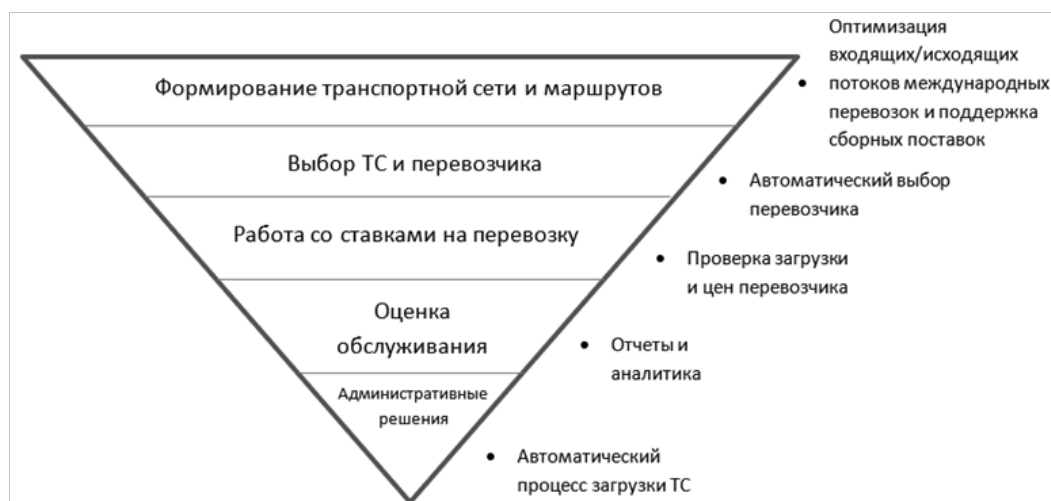 Формирование транспортной сети и маршрутов
Выбор ТС и перевозчика
Работа со ставками на перевозку
Оценка
обслуживания
Административные
решения
Оптимизация
входящих/исходящих
• потоков международных
перевозок и поддержка
сборных поставок
• Автоматический выбор
перевозчика
• Проверка загрузки
и цен перевозчика
• Отчеты и
аналитика
• Автоматический
процесс загрузки ТС